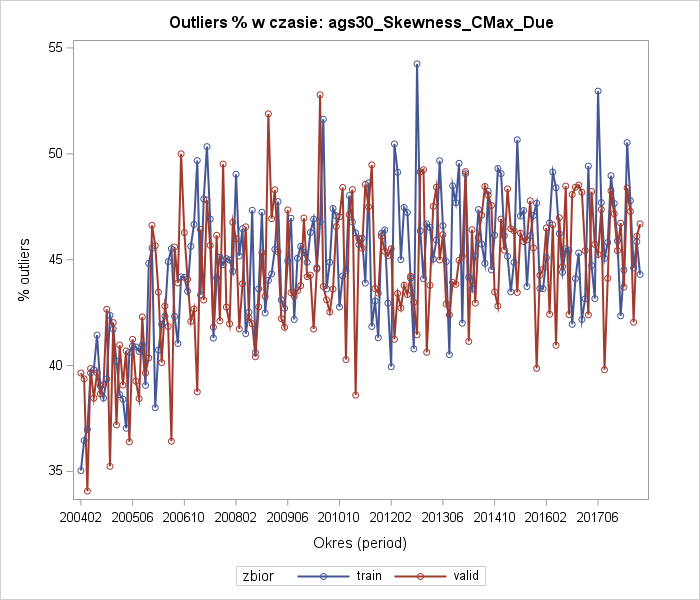 Outliers % w czasie: ags30_Skewness_CMax_Due
55
50
45
40
35
% outliers
200402 200506 200610 200802 200906 201010 201202 201306 201410 201602 201706
Okres (period)
zbior train valid